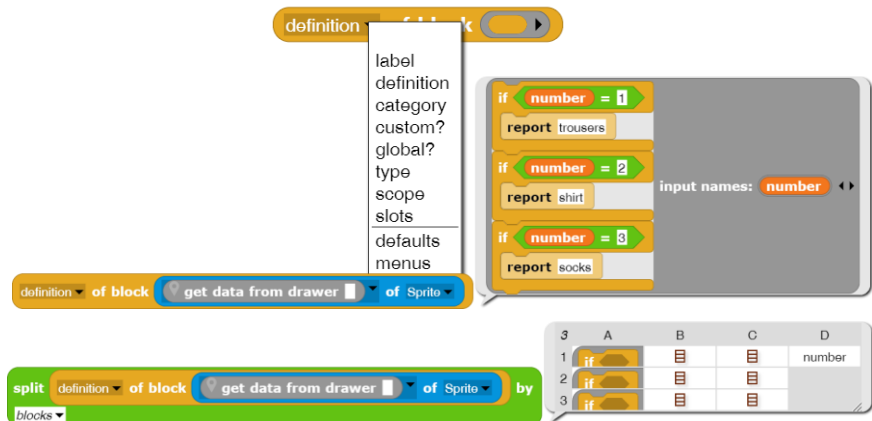 definition of block
label
definition
category
custom?
global?
type
scope
slots
defaults
menus
if number = 1
report trousers
if number = 2
report shirt
input names: number
if number = 3
report socks
definition of block get data from drawer of Sprite
3 A B C D
1 if number
2 if
3 if
split definition of block get data from drawer of Sprite by
blocks